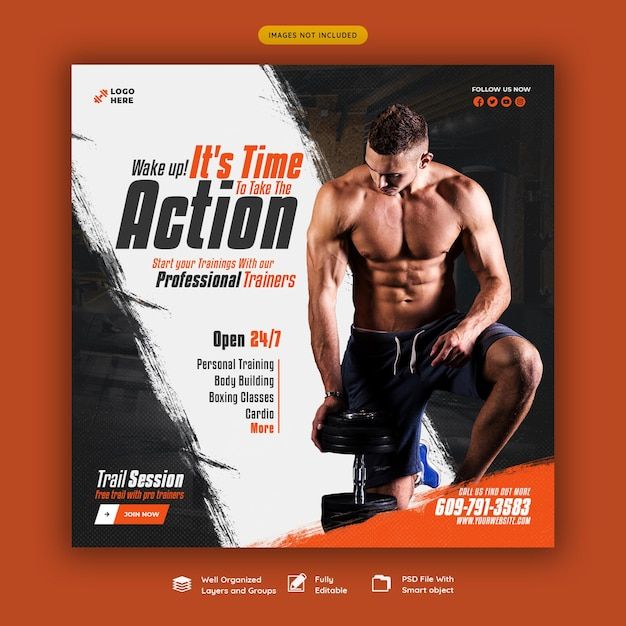 IMAGES NOT INCLUDED
LOGO
HERE
FOLLOW US NOW
Wake up! It's Time
To Take The
Action
Start your Trainings With our
Professional Trainers
Open 24/7
Personal Training
Body Building
Boxing Classes
Cardio
More
Trail Session
free trail with pro trainers
JOIN NOW
Call us for more details
609-791-3583
WWW.YOURWEBSITE.COM
Well Organized
Layers and Groups
Fully
Editable
PSD File With
Smart object